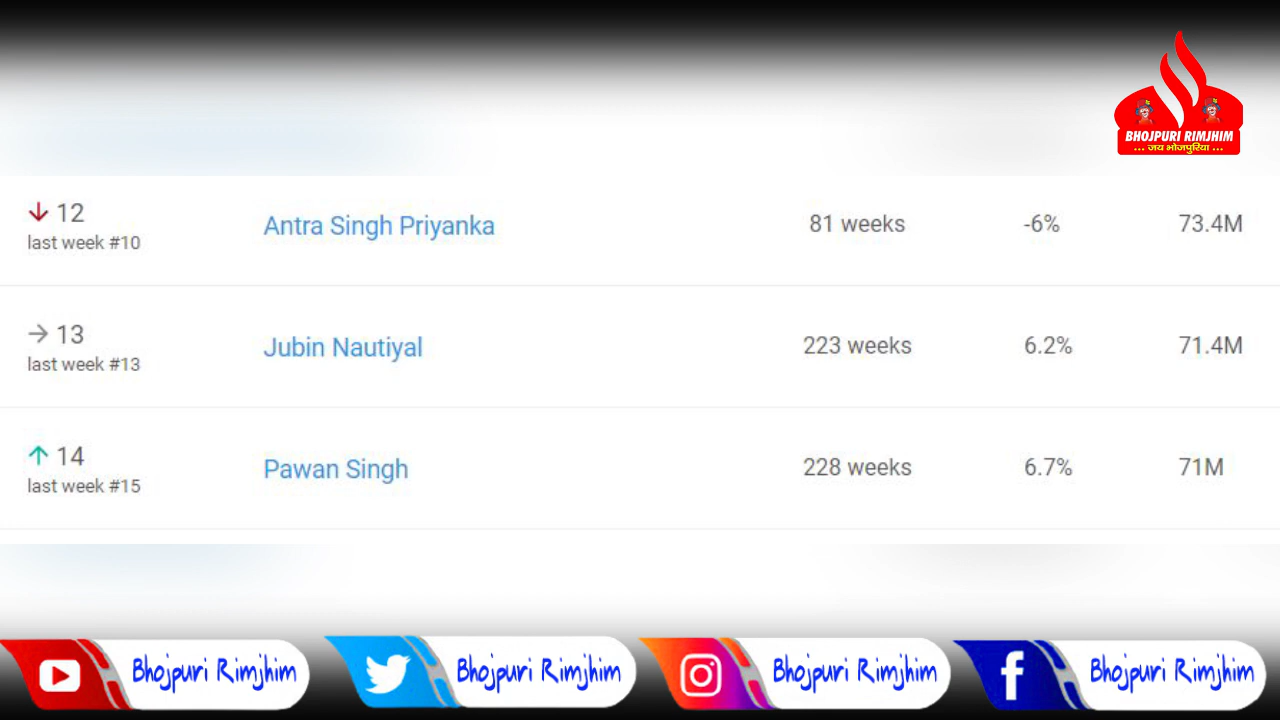 BHOJPURI RIMJHIM
... जय भोजपुरिया ...
12
last week #10
Antra Singh Priyanka
81 weeks
-6%
73.4M
13
last week #13
Jubin Nautiyal
223 weeks
6.2%
71.4M
14
last week #15
Pawan Singh
228 weeks
6.7%
71M
Bhojpuri Rimjhim
Bhojpuri Rimjhim
Bhojpuri Rimjhim
Bhojpuri Rimjhim